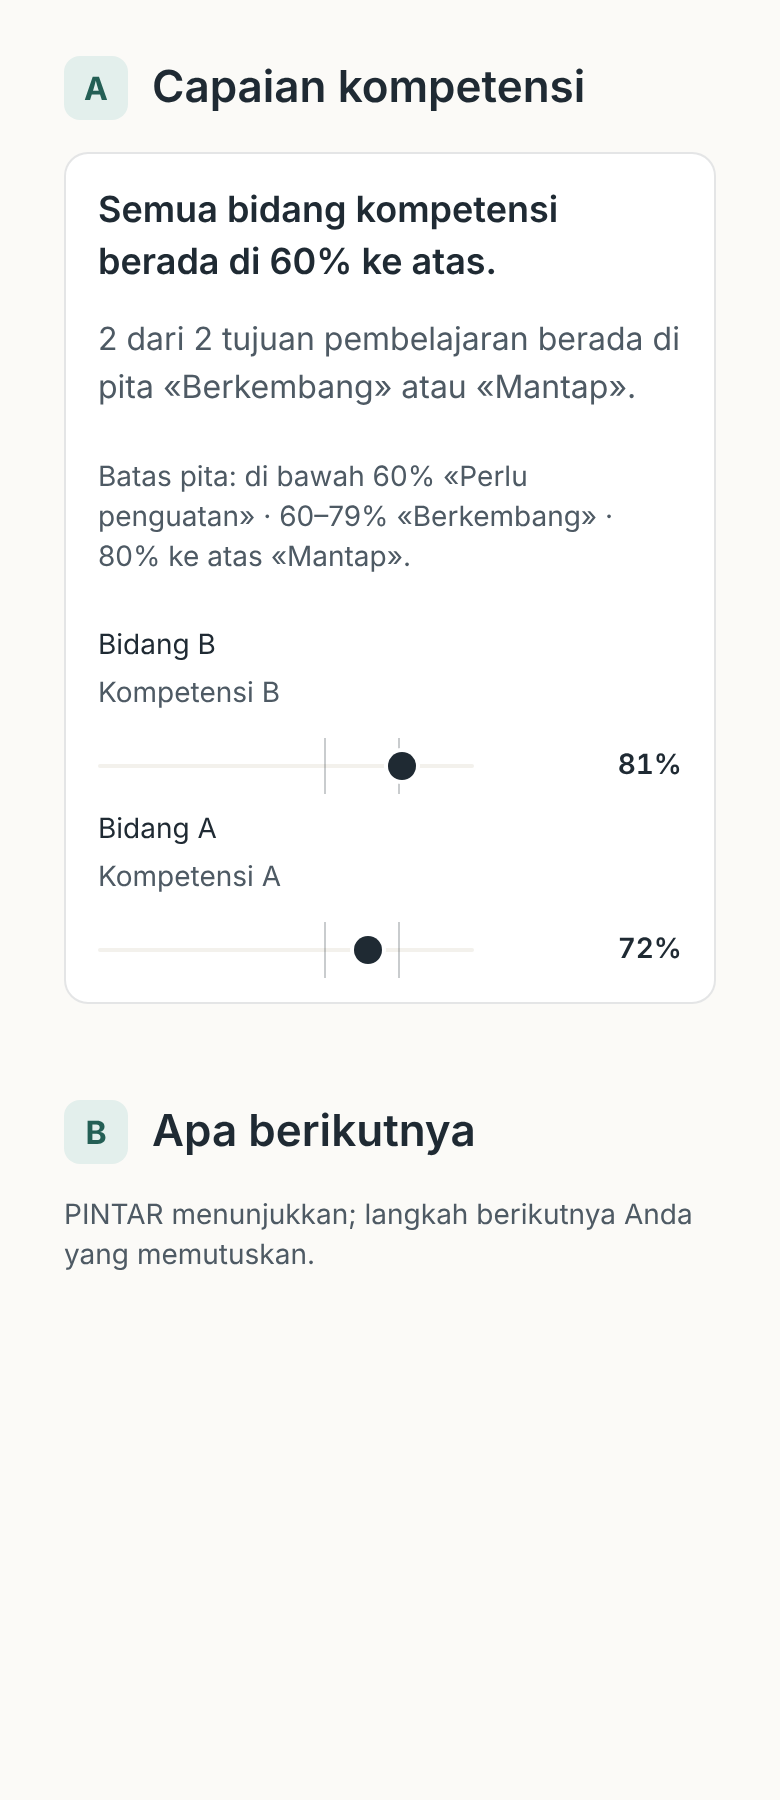 A Capaian kompetensi
Semua bidang kompetensi
berada di 60% ke atas.
2 dari 2 tujuan pembelajaran berada di
pita «Berkembang» atau «Mantap».
Batas pita: di bawah 60% «Perlu
penguatan» · 60–79% «Berkembang» ·
80% ke atas «Mantap».
Bidang B
Kompetensi B
81%
Bidang A
Kompetensi A
72%
B Apa berikutnya
PINTAR menunjukkan; langkah berikutnya Anda
yang memutuskan.